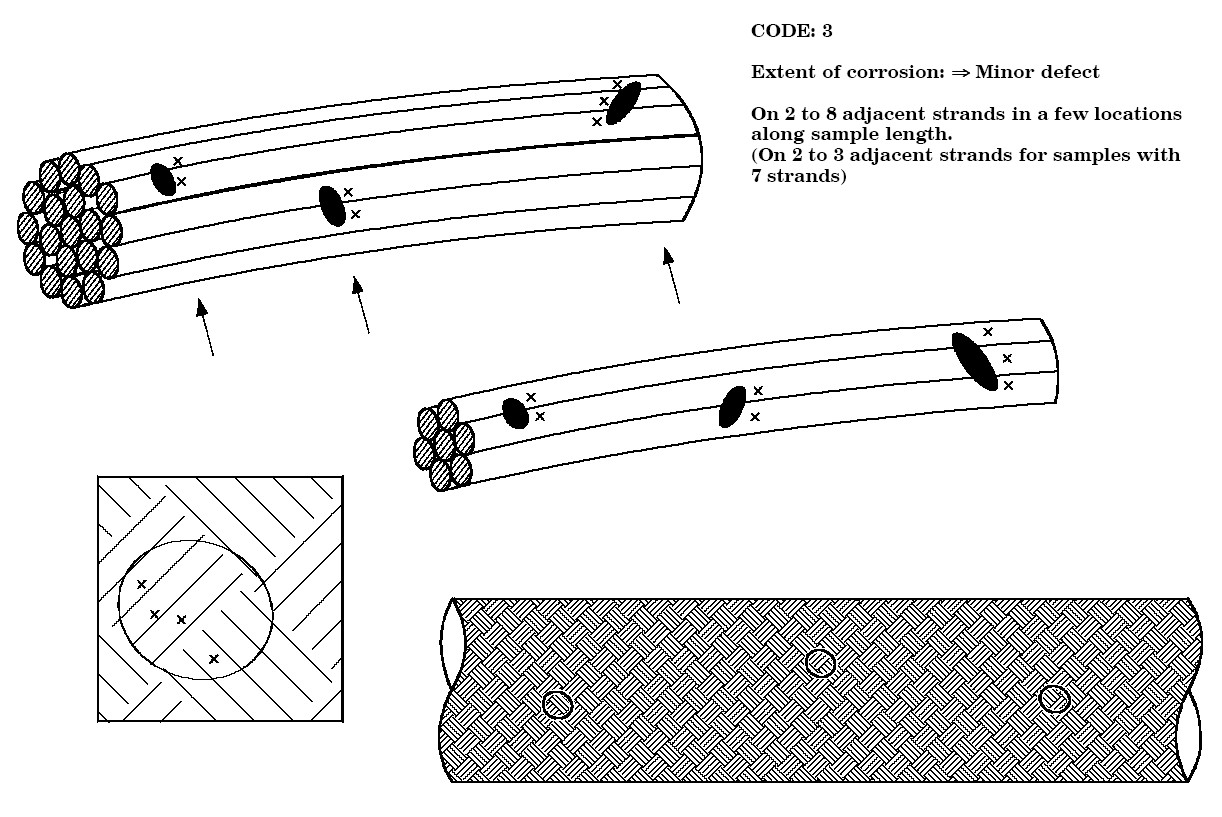 CODE: 3
Extent of corrosion: ⇒ Minor defect
On 2 to 8 adjacent strands in a few locations
along sample length.
(On 2 to 3 adjacent strands for samples with
7 strands)